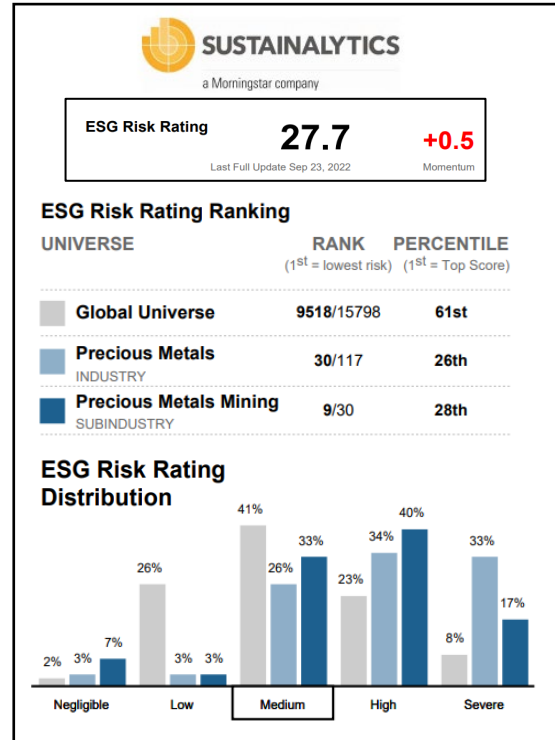 SUSTAINALYTICS
a Morningstar company
ESG Risk Rating
27.7
+0.5
Last Full Update Sep 23, 2022
Momentum
ESG Risk Rating Ranking
UNIVERSE RANK PERCENTILE
(1st = lowest risk) (1st = Top Score)
Global Universe 9518/15798 61st
Precious Metals 30/117 26th
INDUSTRY
Precious Metals Mining 9/30 28th
SUBINDUSTRY
ESG Risk Rating
Distribution
2% 3% 7%
26% 3% 3%
41% 26% 33%
23% 34% 40%
8% 33% 17%
Negligible Low Medium High Severe